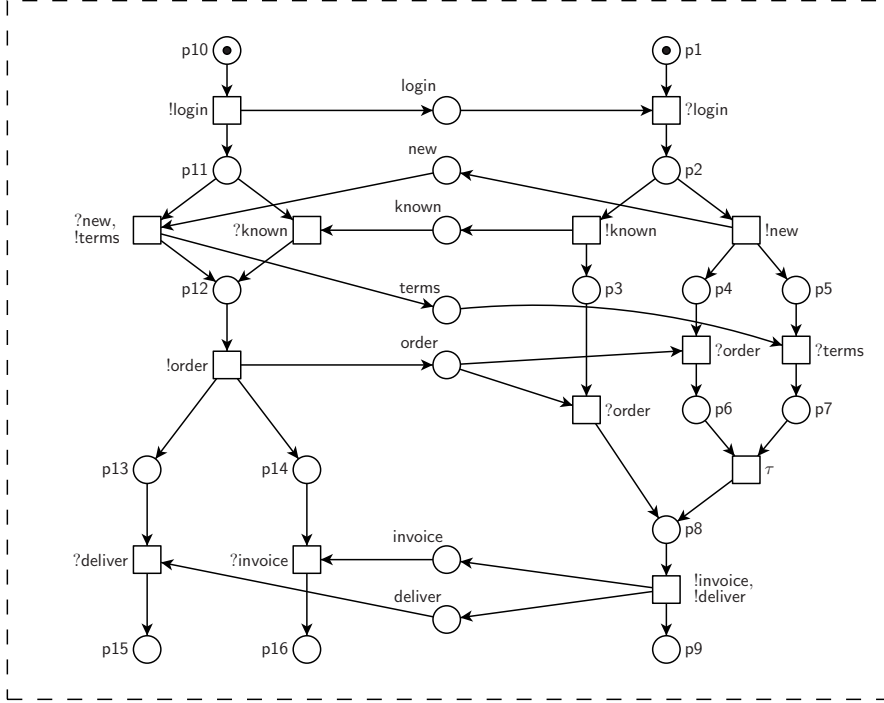 p10
p1
login
!login
?login
new
p11
p2
?new,
!terms
?known
known
!known
!new
p12
terms
p3
p4
p5
order
!order
?order
?terms
?order
p6
p7
p13
p14
τ
p8
invoice
?deliver
?invoice
!invoice,
!deliver
deliver
p15
p16
p9